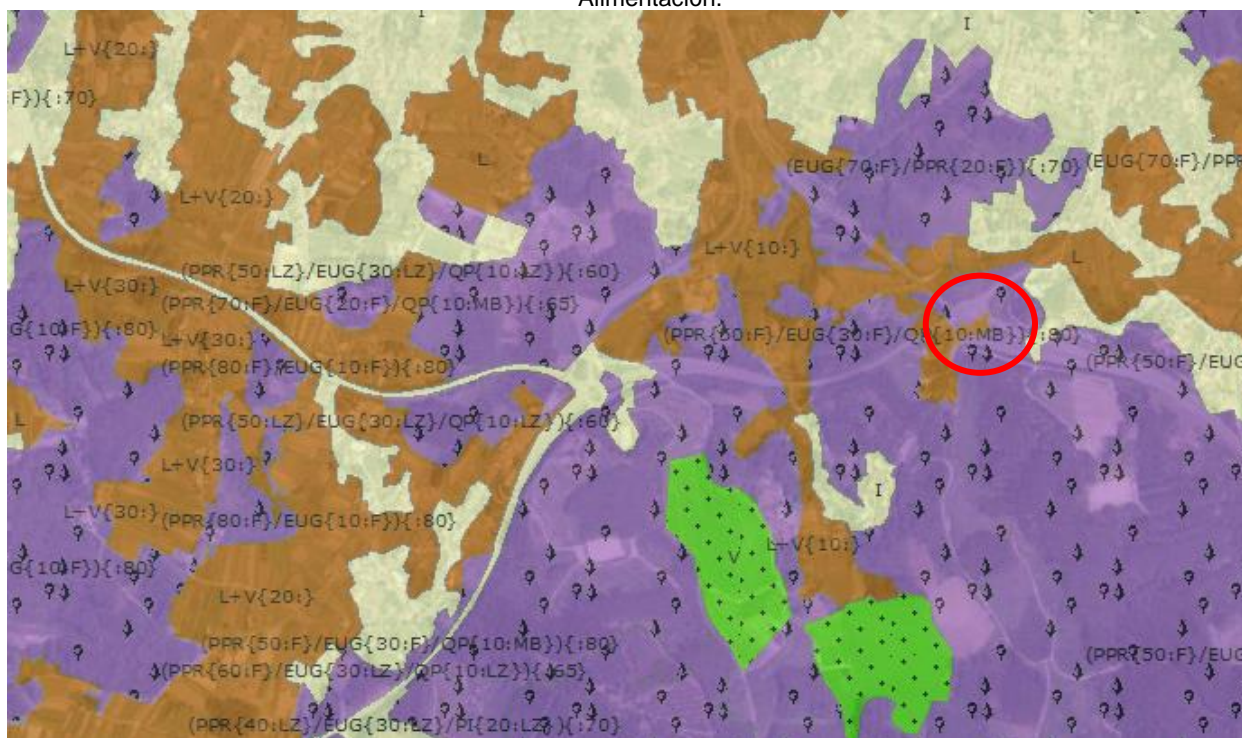 Alimentación.
I
I
L+V{20:}
F}){:70}
L
(EUG{70:F}/PPR{20:F}){:70}
(EUG{70:F}/PPR
L+V{20:}
L+V{10:}
L
(PPR{50:LZ}/EUG{30:LZ}/QP{10:LZ}){:60}
L+V{30:}
(PPR{70:F}/EUG{20:F}/QP{10:MB}){:65}
G{10:F}){:80}
L+V{30:}
(PPR{60:F}/EUG{30:F}/QP{10:MB}){:80}
(PPR{80:F}/EUG{10:F}){:80}
(PPR{50:F}/EUG
L
(PPR{50:LZ}/EUG{30:LZ}/QP{10:LZ}){:60}
L+V{30:}
I
L+V{30:}
(PPR{80:F}/EUG{10:F}){:80}
V
L+V{10:}
G{10:F}){:80}
L+V{20:}
(PPR{50:F}/EUG{30:F}/QP{10:MB}){:80}
(PPR{50:F}/EUG
(PPR{60:F}/EUG{30:LZ}/QP{10:LZ}){:65}
(PPR{40:LZ}/EUG{30:LZ}/PI{20:LZ}){:70}